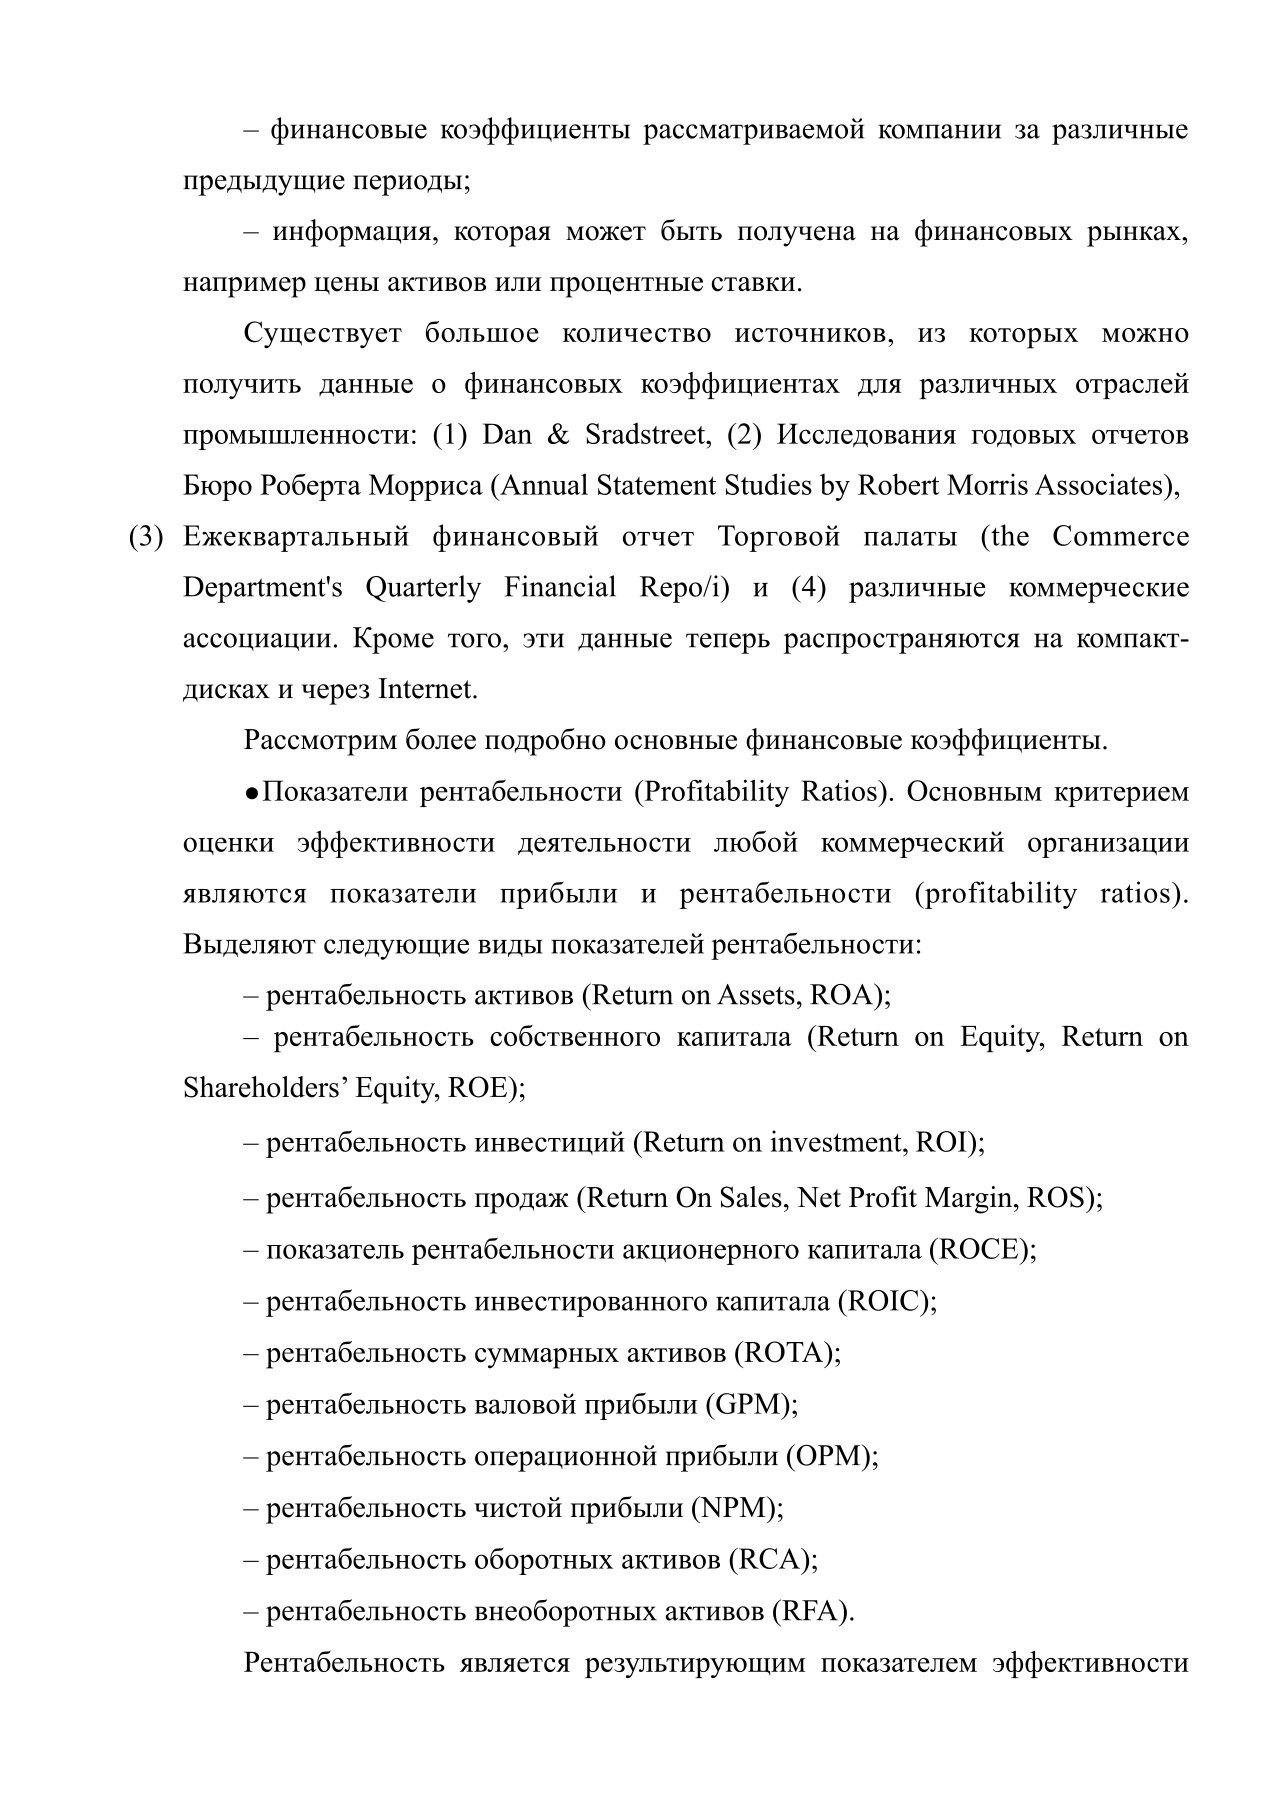 – финансовые коэффициенты рассматриваемой компании за различные
предыдущие периоды;
– информация, которая может быть получена на финансовых рынках,
например цены активов или процентные ставки.
Существует большое количество источников, из которых можно
получить данные о финансовых коэффициентах для различных отраслей
промышленности: (1) Dan & Sradstreet, (2) Исследования годовых отчетов
Бюро Роберта Морриса (Annual Statement Studies by Robert Morris Associates),
(3) Ежеквартальный финансовый отчет Торговой палаты (the Commerce
Department's Quarterly Financial Repo/i) и (4) различные коммерческие
ассоциации. Кроме того, эти данные теперь распространяются на компакт-
дисках и через Internet.
Рассмотрим более подробно основные финансовые коэффициенты.
●Показатели рентабельности (Profitability Ratios). Основным критерием
оценки эффективности деятельности любой коммерческий организации
являются показатели прибыли и рентабельности (profitability ratios).
Выделяют следующие виды показателей рентабельности:
– рентабельность активов (Return on Assets, ROA);
– рентабельность собственного капитала (Return on Equity, Return on
Shareholders’ Equity, ROE);
– рентабельность инвестиций (Return on investment, ROI);
– рентабельность продаж (Return On Sales, Net Profit Margin, ROS);
– показатель рентабельности акционерного капитала (ROCE);
– рентабельность инвестированного капитала (ROIC);
– рентабельность суммарных активов (ROTA);
– рентабельность валовой прибыли (GPM);
– рентабельность операционной прибыли (OPM);
– рентабельность чистой прибыли (NPM);
– рентабельность оборотных активов (RCA);
– рентабельность внеоборотных активов (RFA).
Рентабельность является результирующим показателем эффективности